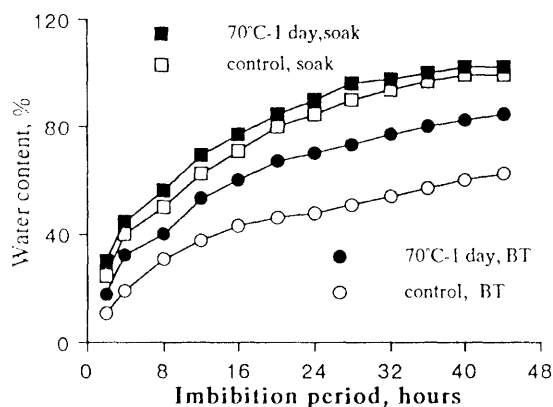 120
70°C-1 day,soak
control, soak
80
Water content, %
40
70°C-1 day, BT
control, BT
0
0 8 16 24 32 40 48
Imbibition period, hours